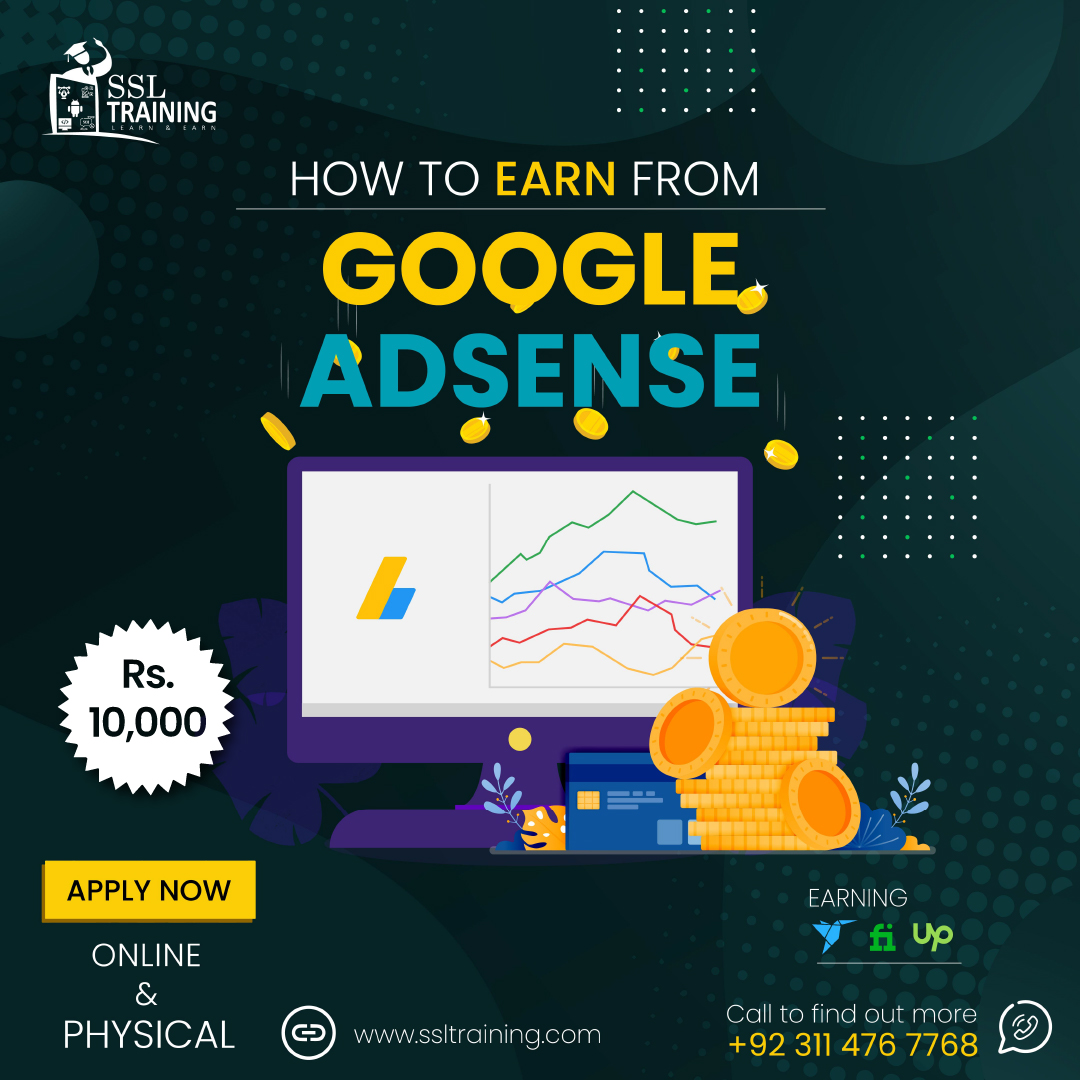 SSL
TRAINING
LEARN & EARN
HOW TO EARN FROM
GOOGLE
ADSENSE
Rs.
10,000
APPLY NOW
ONLINE
&
PHYSICAL
www.ssltraining.com
EARNING
fi up
Call to find out more
+92 311 476 7768